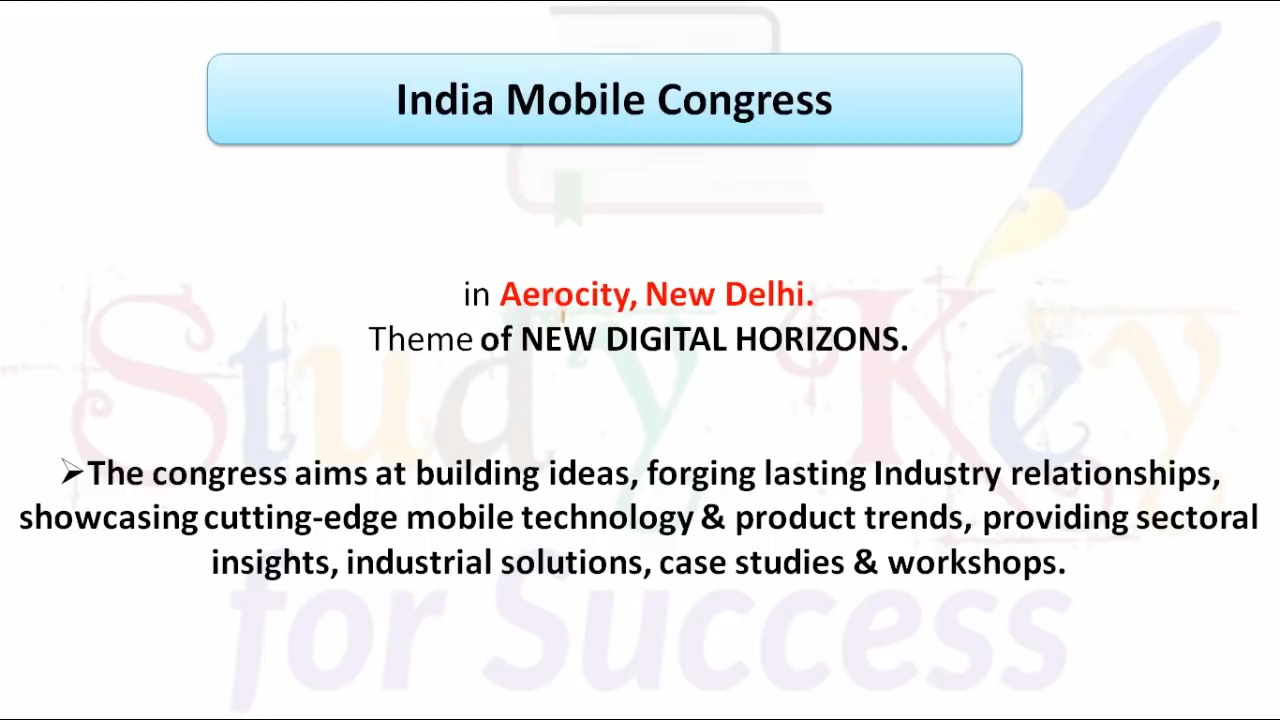 India Mobile Congress
in Aerocity, New Delhi.
Theme of NEW DIGITAL HORIZONS.
➢The congress aims at building ideas, forging lasting Industry relationships,
showcasing cutting-edge mobile technology & product trends, providing sectoral
insights, industrial solutions, case studies & workshops.
Study Key
for Success